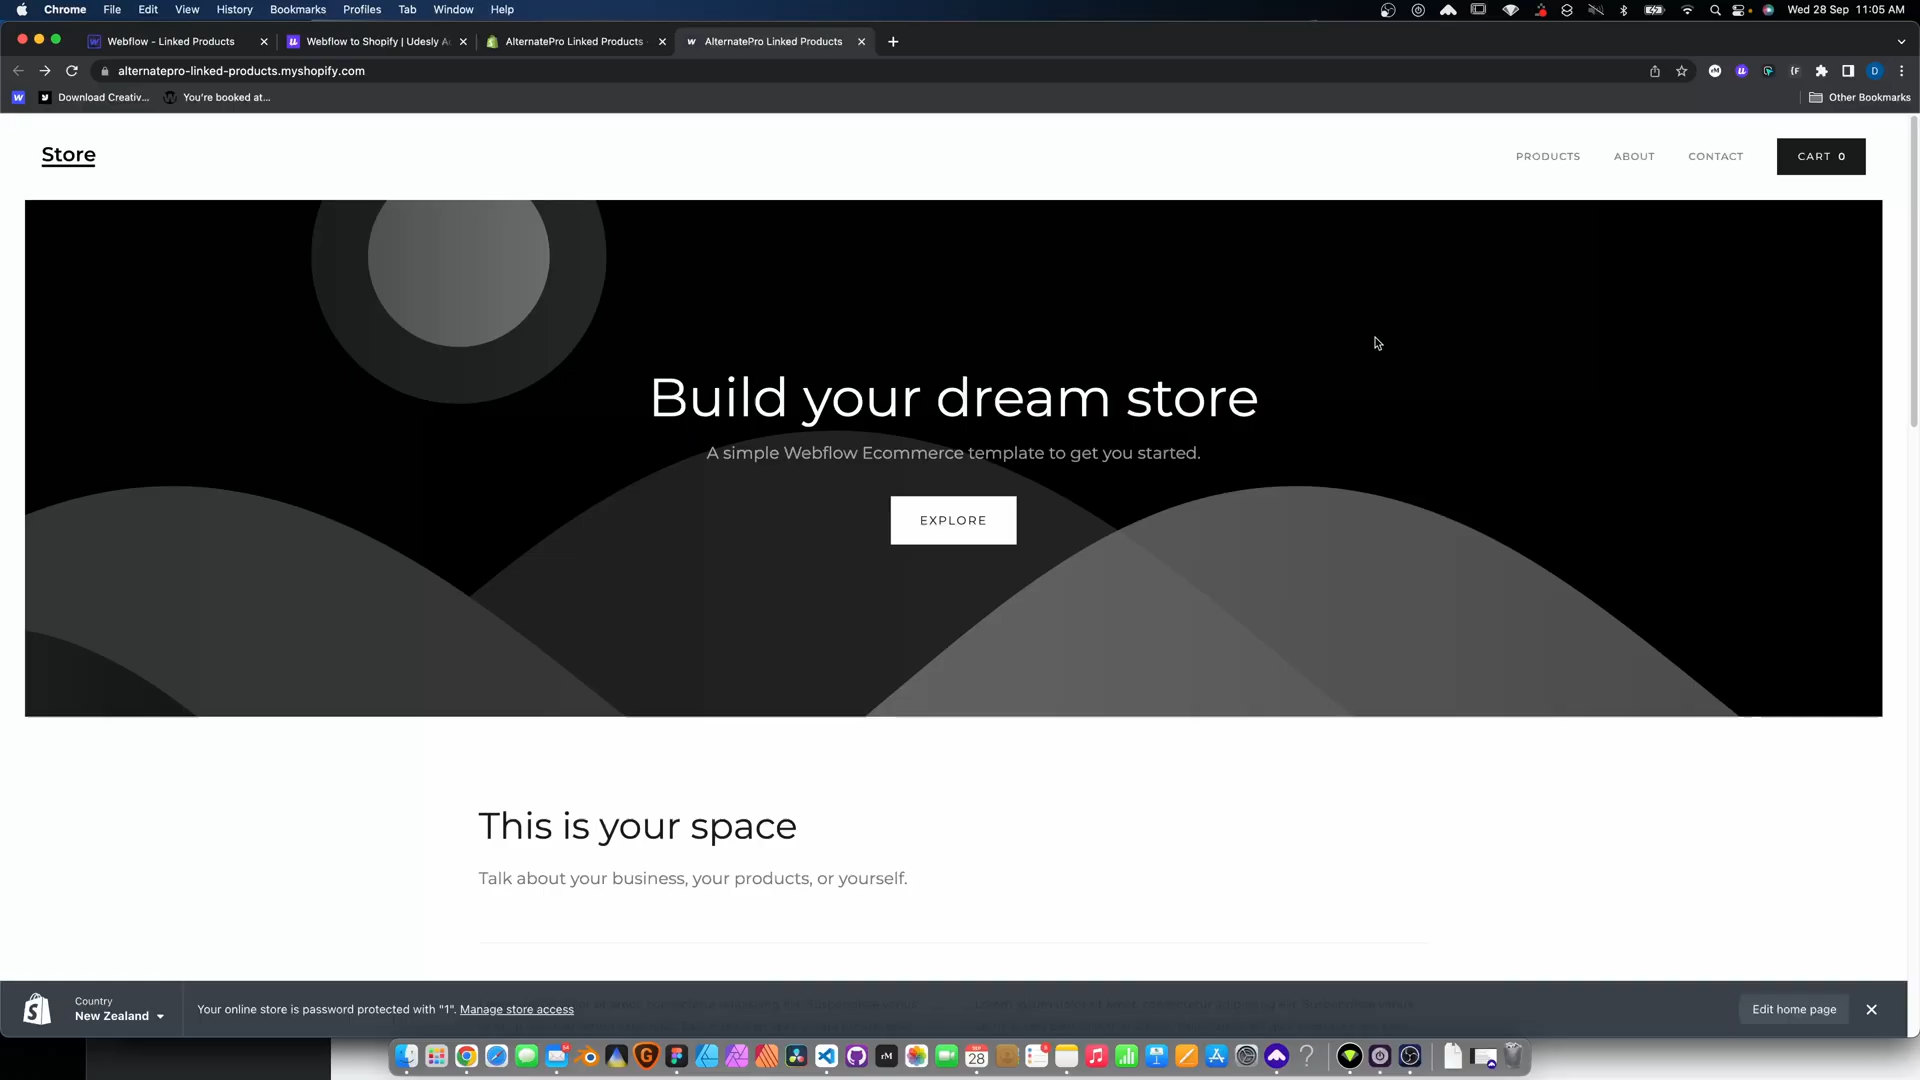 Chrome File Edit View History Bookmarks Profiles Tab Window Help Wed 28 Sep 11:05 AM
Webflow - Linked Products Webflow to Shopify | Udesly A AlternatePro Linked Products AlternatePro Linked Products
alternatepro-linked-products.myshopify.com
Download Creativ... You're booked at... Other Bookmarks
Store PRODUCTS ABOUT CONTACT CART 0
Build your dream store
A simple Webflow Ecommerce template to get you started.
EXPLORE
This is your space
Talk about your business, your products, or yourself.
Country
New Zealand
Your online store is password protected with "1". Manage store access
Edit home page